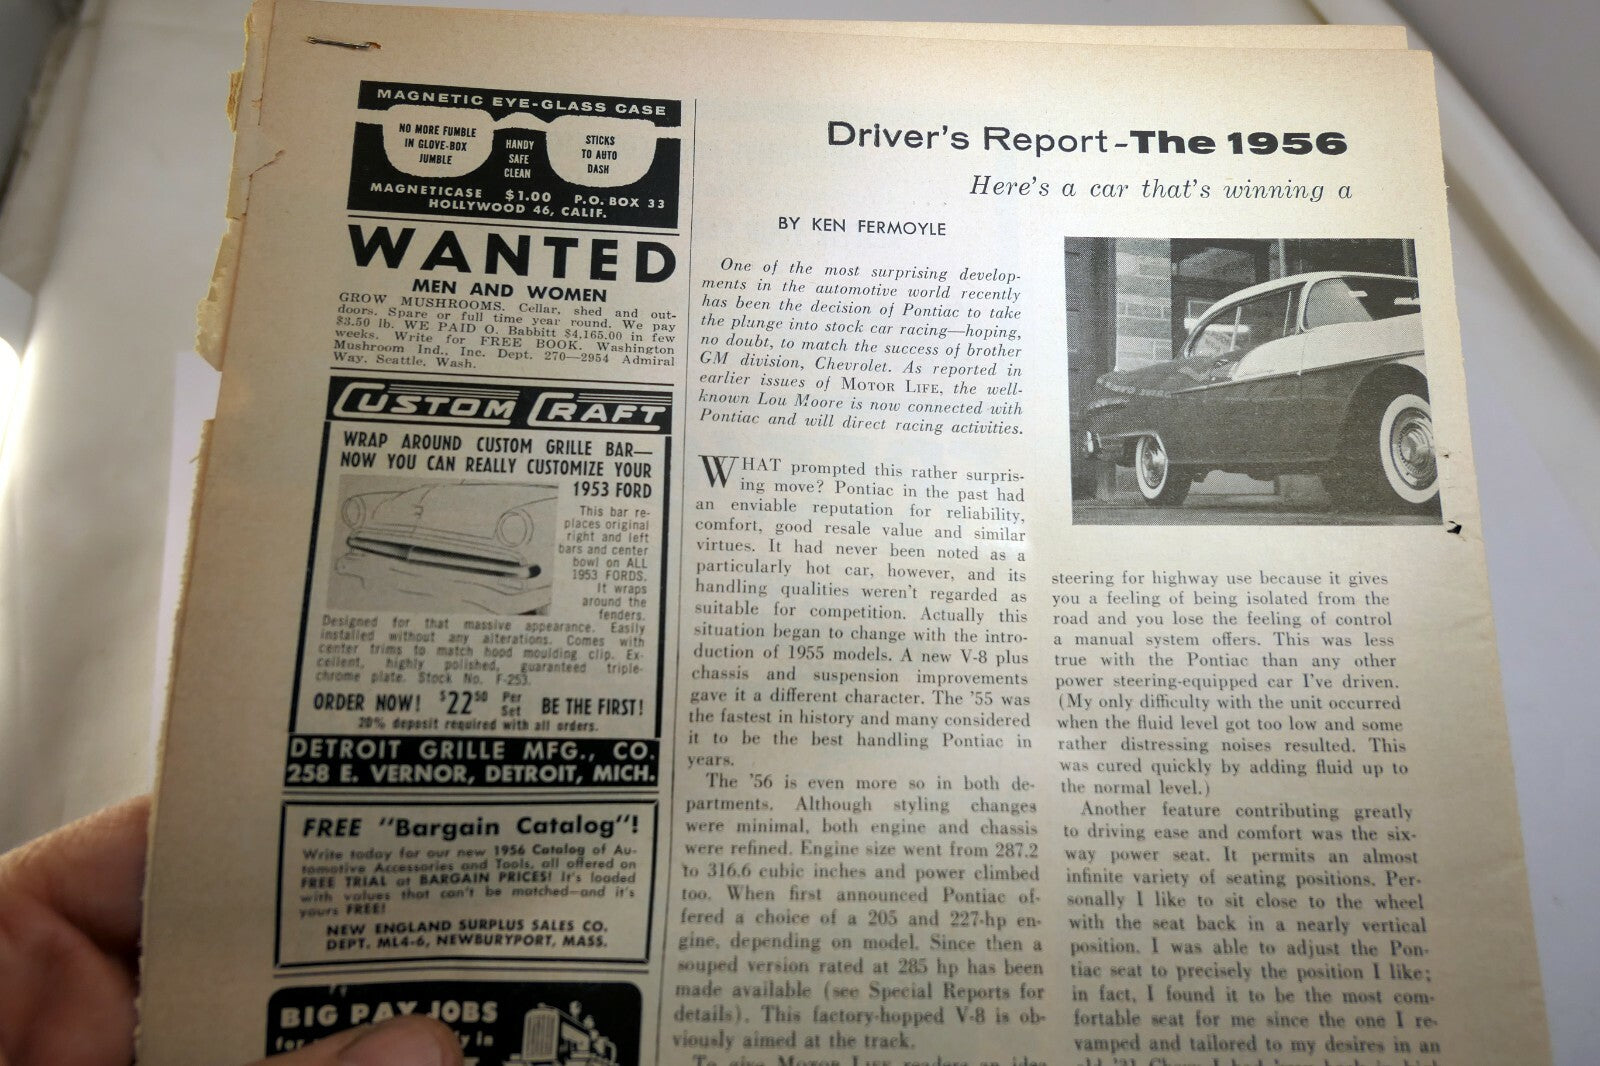 MAGNETIC EYE-GLASS CASE
NO MORE FUMBLE
IN GLOVE-BOX
JUMBLE
HANDY
SAFE
CLEAN
STICKS
TO AUTO
DASH
MAGNETICASE $1.00 P.O. BOX 33
HOLLYWOOD 46, CALIF.
WANTED
MEN AND WOMEN
GROW MUSHROOMS. Cellar, shed and out-
doors. Spare or full time year round. We pay
$3.50 lb. WE PAID O. Babbitt $4,165.00 in few
weeks. Write for FREE BOOK. Washington
Mushroom Ind., Inc. Dept. 270—2954 Admiral
Way, Seattle, Wash.
CUSTOM CRAFT
WRAP AROUND CUSTOM GRILLE BAR—
NOW YOU CAN REALLY CUSTOMIZE YOUR
1953 FORD
This bar re-
places original
right and left
bars and center
bowl on ALL
1953 FORDS.
It wraps
around the
fenders.
Designed for that massive appearance. Easily
installed without any alterations. Comes with
center trims to match hood moulding clip. Ex-
cellent, highly polished, guaranteed triple-
chrome plate. Stock No. F-253.
ORDER NOW! $22.50 Per Set BE THE FIRST!
20% deposit required with all orders.
DETROIT GRILLE MFG., CO.
258 E. VERNOR, DETROIT, MICH.
FREE "Bargain Catalog"!
Write today for our new 1956 Catalog of Au-
tomotive Accessories and Tools, all offered on
FREE TRIAL at BARGAIN PRICES! It's loaded
with values that can't be matched—and it's
yours FREE!
NEW ENGLAND SURPLUS SALES CO.
DEPT. ML4-6, NEWBURYPORT, MASS.
BIG PAY JOBS
Driver's Report-The 1956
Here's a car that's winning a
BY KEN FERMOYLE
One of the most surprising develop-
ments in the automotive world recently
has been the decision of Pontiac to take
the plunge into stock car racing—hoping,
no doubt, to match the success of brother
GM division, Chevrolet. As reported in
earlier issues of MOTOR LIFE, the well-
known Lou Moore is now connected with
Pontiac and will direct racing activities.
WHAT prompted this rather surpris-
ing move? Pontiac in the past had
an enviable reputation for reliability,
comfort, good resale value and similar
virtues. It had never been noted as a
particularly hot car, however, and its
handling qualities weren't regarded as
suitable for competition. Actually this
situation began to change with the intro-
duction of 1955 models. A new V-8 plus
chassis and suspension improvements
gave it a different character. The '55 was
the fastest in history and many considered
it to be the best handling Pontiac in
years.
The '56 is even more so in both de-
partments. Although styling changes
were minimal, both engine and chassis
were refined. Engine size went from 287.2
to 316.6 cubic inches and power climbed
too. When first announced Pontiac of-
fered a choice of a 205 and 227-hp en-
gine, depending on model. Since then a
souped version rated at 285 hp has been
made available (see Special Reports for
details). This factory-hopped V-8 is ob-
viously aimed at the track.
To give MOTOR LIFE readers an idea
steering for highway use because it gives
you a feeling of being isolated from the
road and you lose the feeling of control
a manual system offers. This was less
true with the Pontiac than any other
power steering-equipped car I've driven.
(My only difficulty with the unit occurred
when the fluid level got too low and some
rather distressing noises resulted. This
was cured quickly by adding fluid up to
the normal level.)
Another feature contributing greatly
to driving ease and comfort was the six-
way power seat. It permits an almost
infinite variety of seating positions. Per-
sonally I like to sit close to the wheel
with the seat back in a nearly vertical
position. I was able to adjust the Pon-
tiac seat to precisely the position I like;
in fact, I found it to be the most com-
fortable seat for me since the one I re-
vamped and tailored to my desires in an